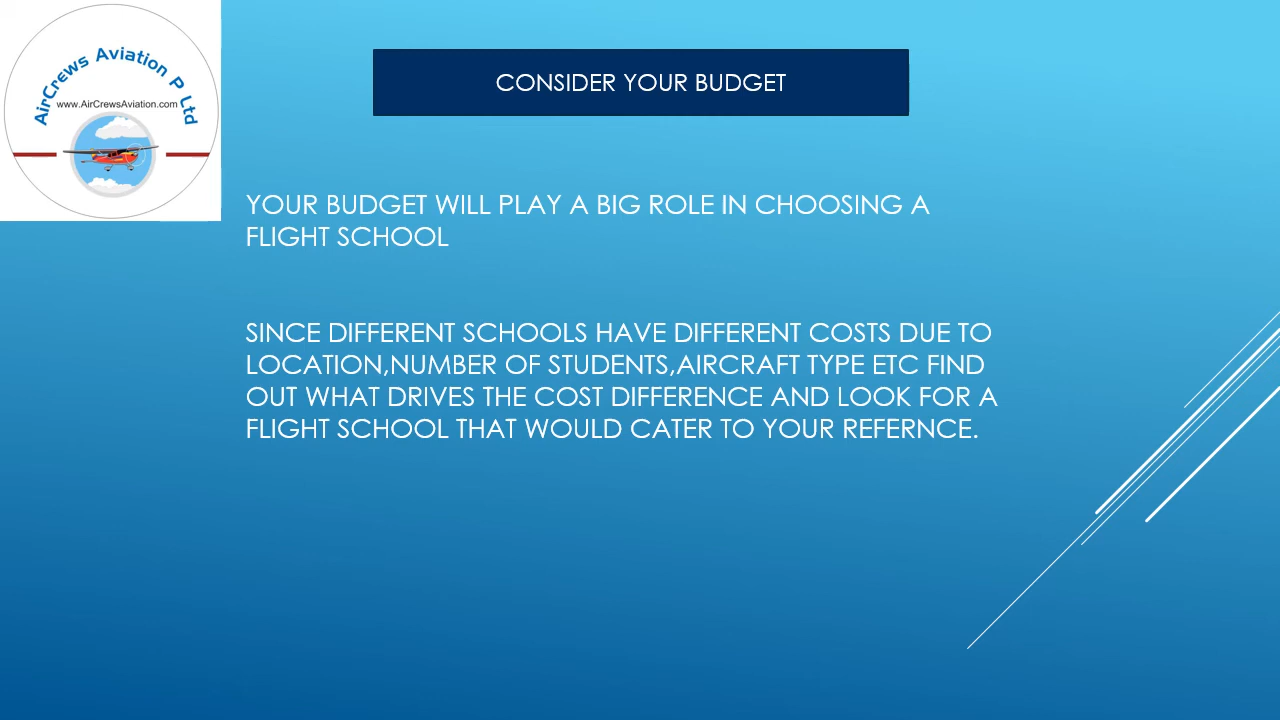 AirCrews Aviation P Ltd
www.AirCrewsAviation.com
CONSIDER YOUR BUDGET
YOUR BUDGET WILL PLAY A BIG ROLE IN CHOOSING A
FLIGHT SCHOOL
SINCE DIFFERENT SCHOOLS HAVE DIFFERENT COSTS DUE TO
LOCATION,NUMBER OF STUDENTS,AIRCRAFT TYPE ETC FIND
OUT WHAT DRIVES THE COST DIFFERENCE AND LOOK FOR A
FLIGHT SCHOOL THAT WOULD CATER TO YOUR REFERNCE.